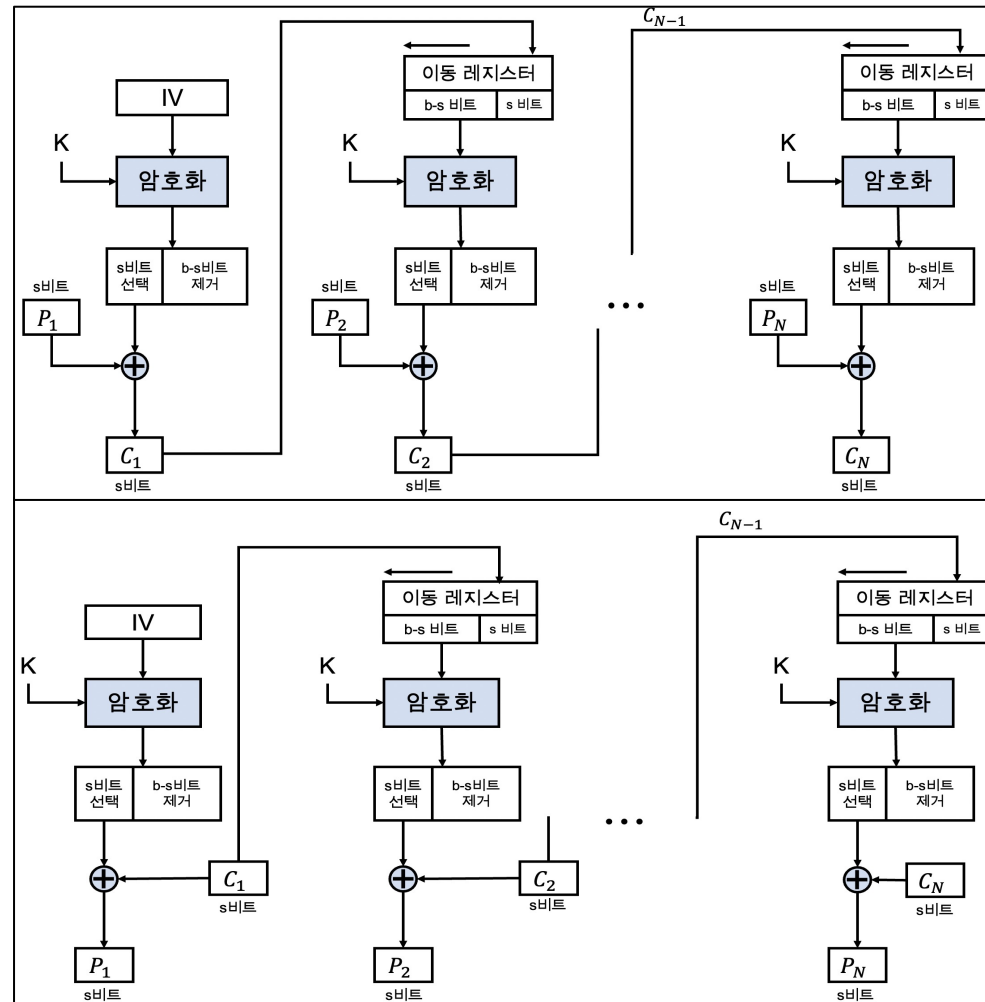 C_{N-1}
IV
K
암호화
s비트
선택
b-s비트
제거
s비트
P_1
C_1
s비트
이동 레지스터
b-s 비트
s 비트
K
암호화
s비트
선택
b-s비트
제거
s비트
P_2
C_2
s비트
...
이동 레지스터
b-s 비트
s 비트
K
암호화
s비트
선택
b-s비트
제거
s비트
P_N
C_N
s비트
C_{N-1}
IV
K
암호화
s비트
선택
b-s비트
제거
C_1
s비트
P_1
s비트
이동 레지스터
b-s 비트
s 비트
K
암호화
s비트
선택
b-s비트
제거
C_2
s비트
P_2
s비트
...
이동 레지스터
b-s 비트
s 비트
K
암호화
s비트
선택
b-s비트
제거
C_N
s비트
P_N
s비트